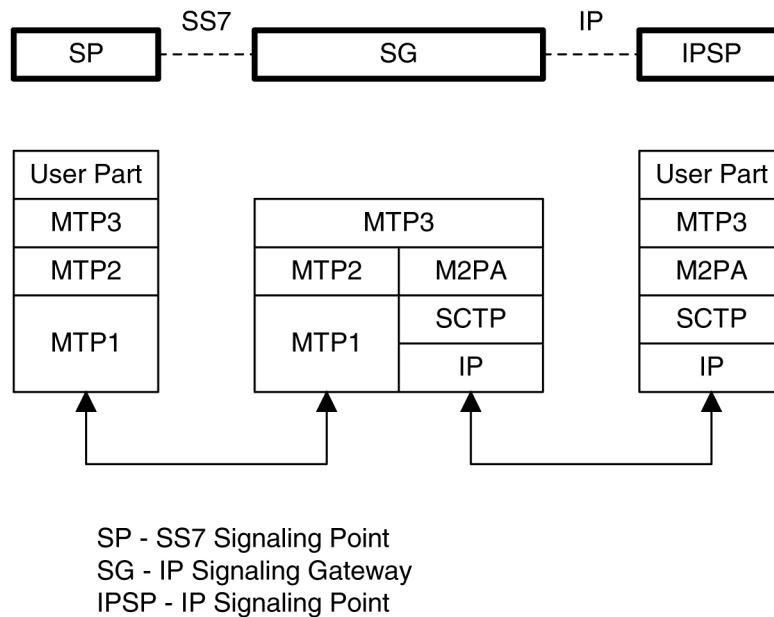 SS7 IP
SP SG IPSP
User Part User Part
MTP3 MTP3 MTP3
MTP2 MTP2 M2PA M2PA
SCTP SCTP
MTP1 MTP1
IP IP
SP - SS7 Signaling Point
SG - IP Signaling Gateway
IPSP - IP Signaling Point